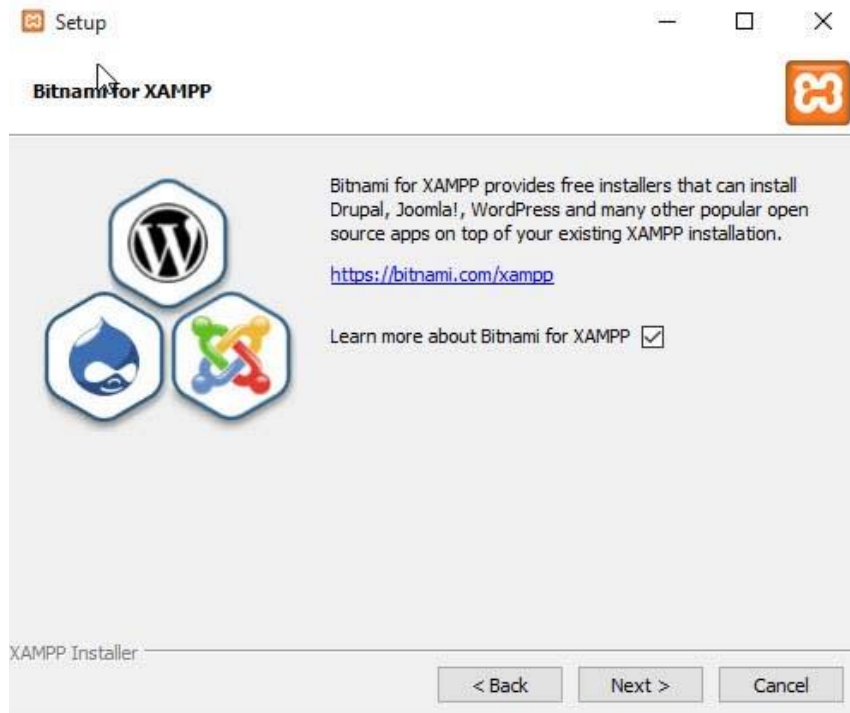 Setup
Bitnami for XAMPP
Bitnami for XAMPP provides free installers that can install
Drupal, Joomla!, WordPress and many other popular open
source apps on top of your existing XAMPP installation.
https://bitnami.com/xampp
Learn more about Bitnami for XAMPP
XAMPP Installer
< Back
Next >
Cancel